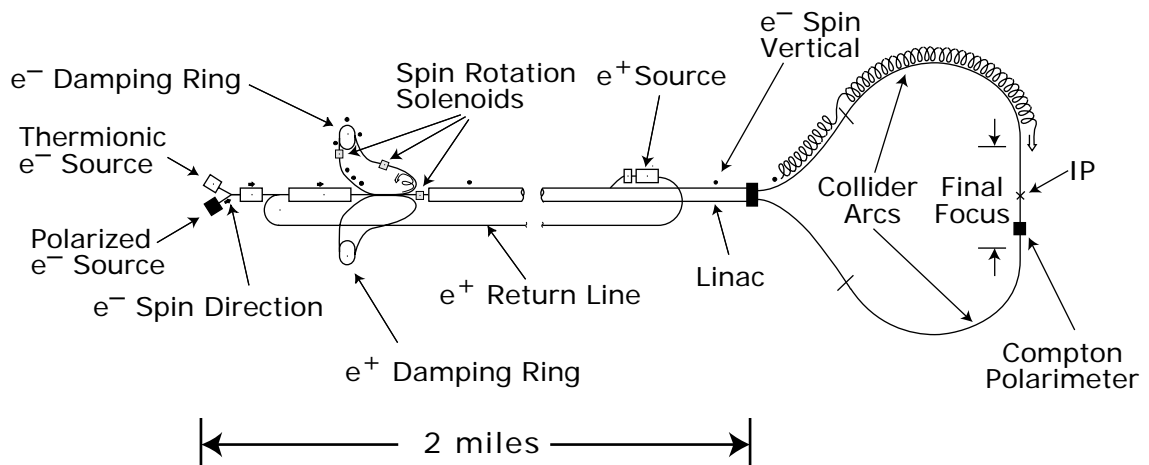 e⁻ Spin
Vertical
e⁻ Damping Ring
Spin Rotation
Solenoids
e⁺ Source
Thermionic
e⁻ Source
Polarized
e⁻ Source
e⁻ Spin Direction
e⁺ Return Line
e⁺ Damping Ring
Linac
Collider
Arcs
Final
Focus
IP
Compton
Polarimeter
2 miles